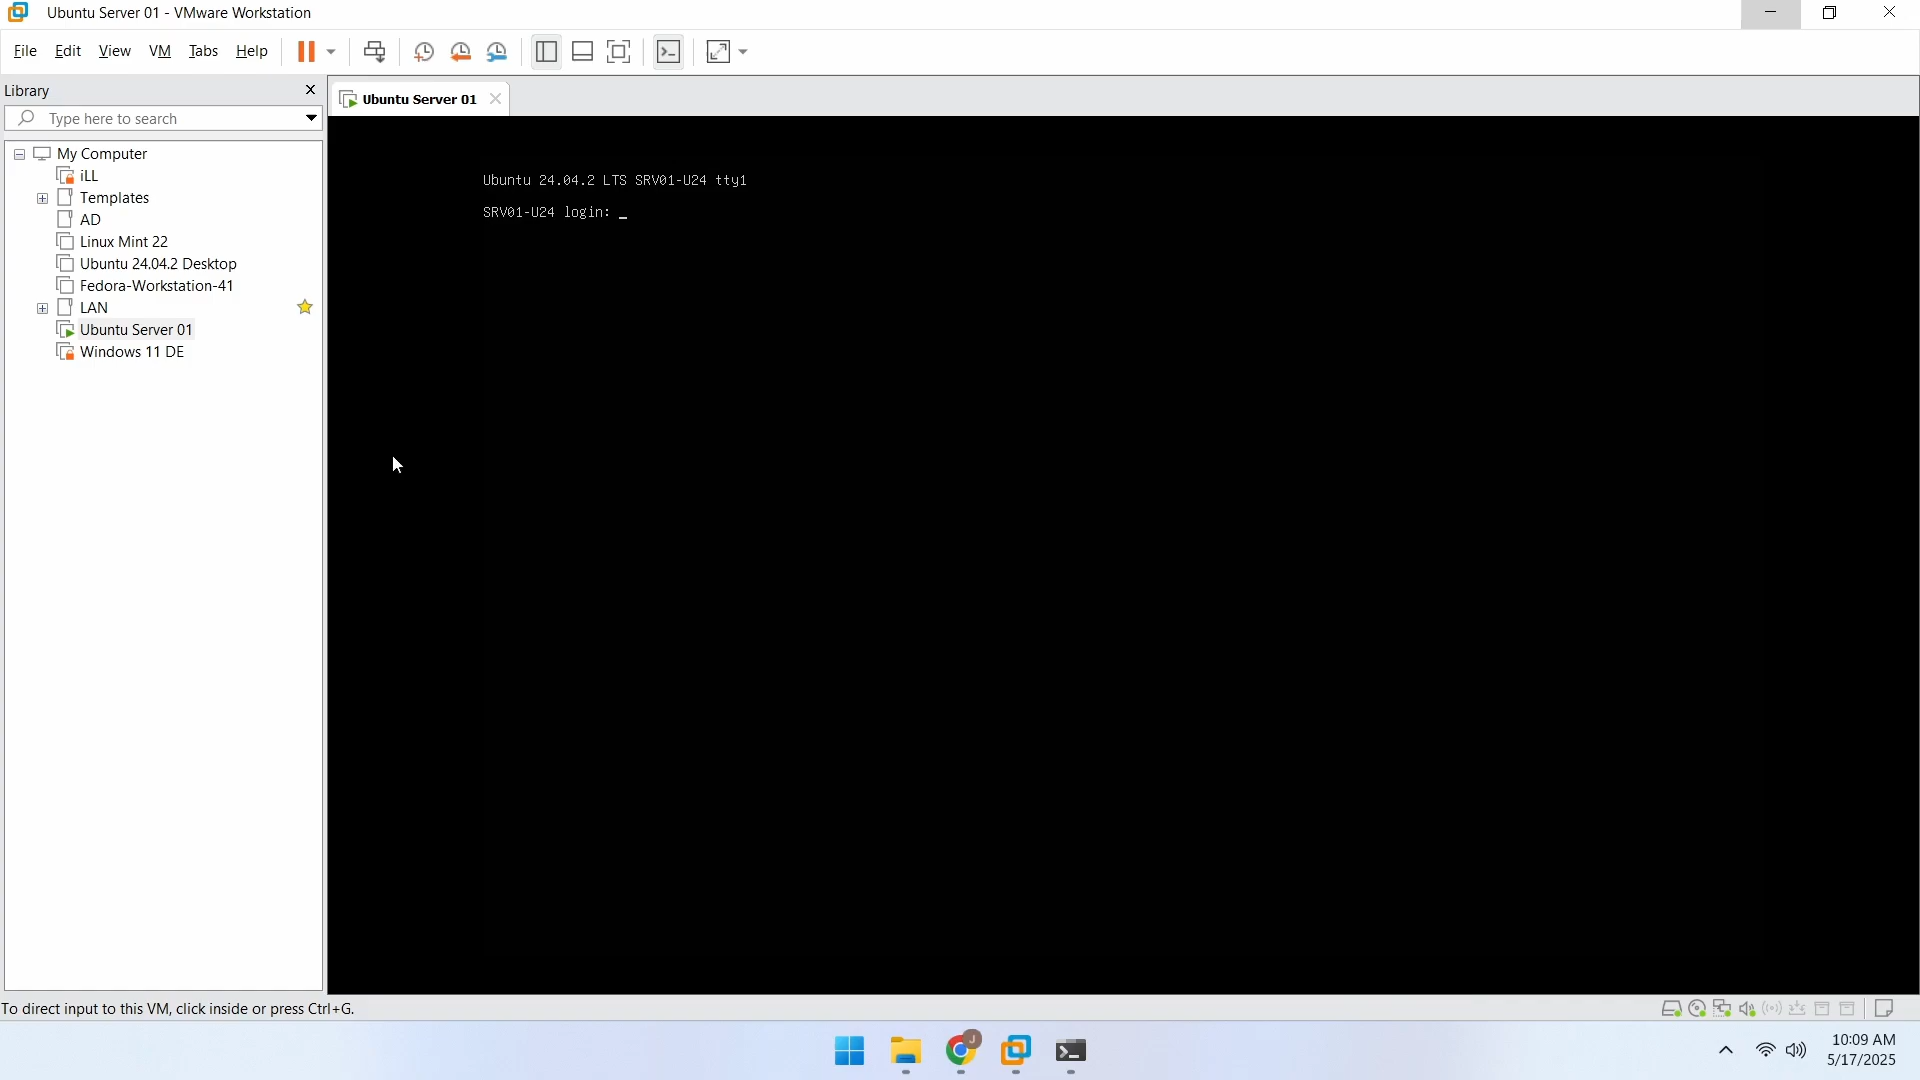 Ubuntu Server 01 - VMware Workstation
File Edit View VM Tabs Help
Library
Type here to search
My Computer
iLL
Templates
AD
Linux Mint 22
Ubuntu 24.04.2 Desktop
Fedora-Workstation-41
LAN
Ubuntu Server 01
Windows 11 DE
Ubuntu Server 01
Ubuntu 24.04.2 LTS SRV01-U24 tty1
SRV01-U24 login: _
To direct input to this VM, click inside or press Ctrl+G.
J
10:09 AM
5/17/2025